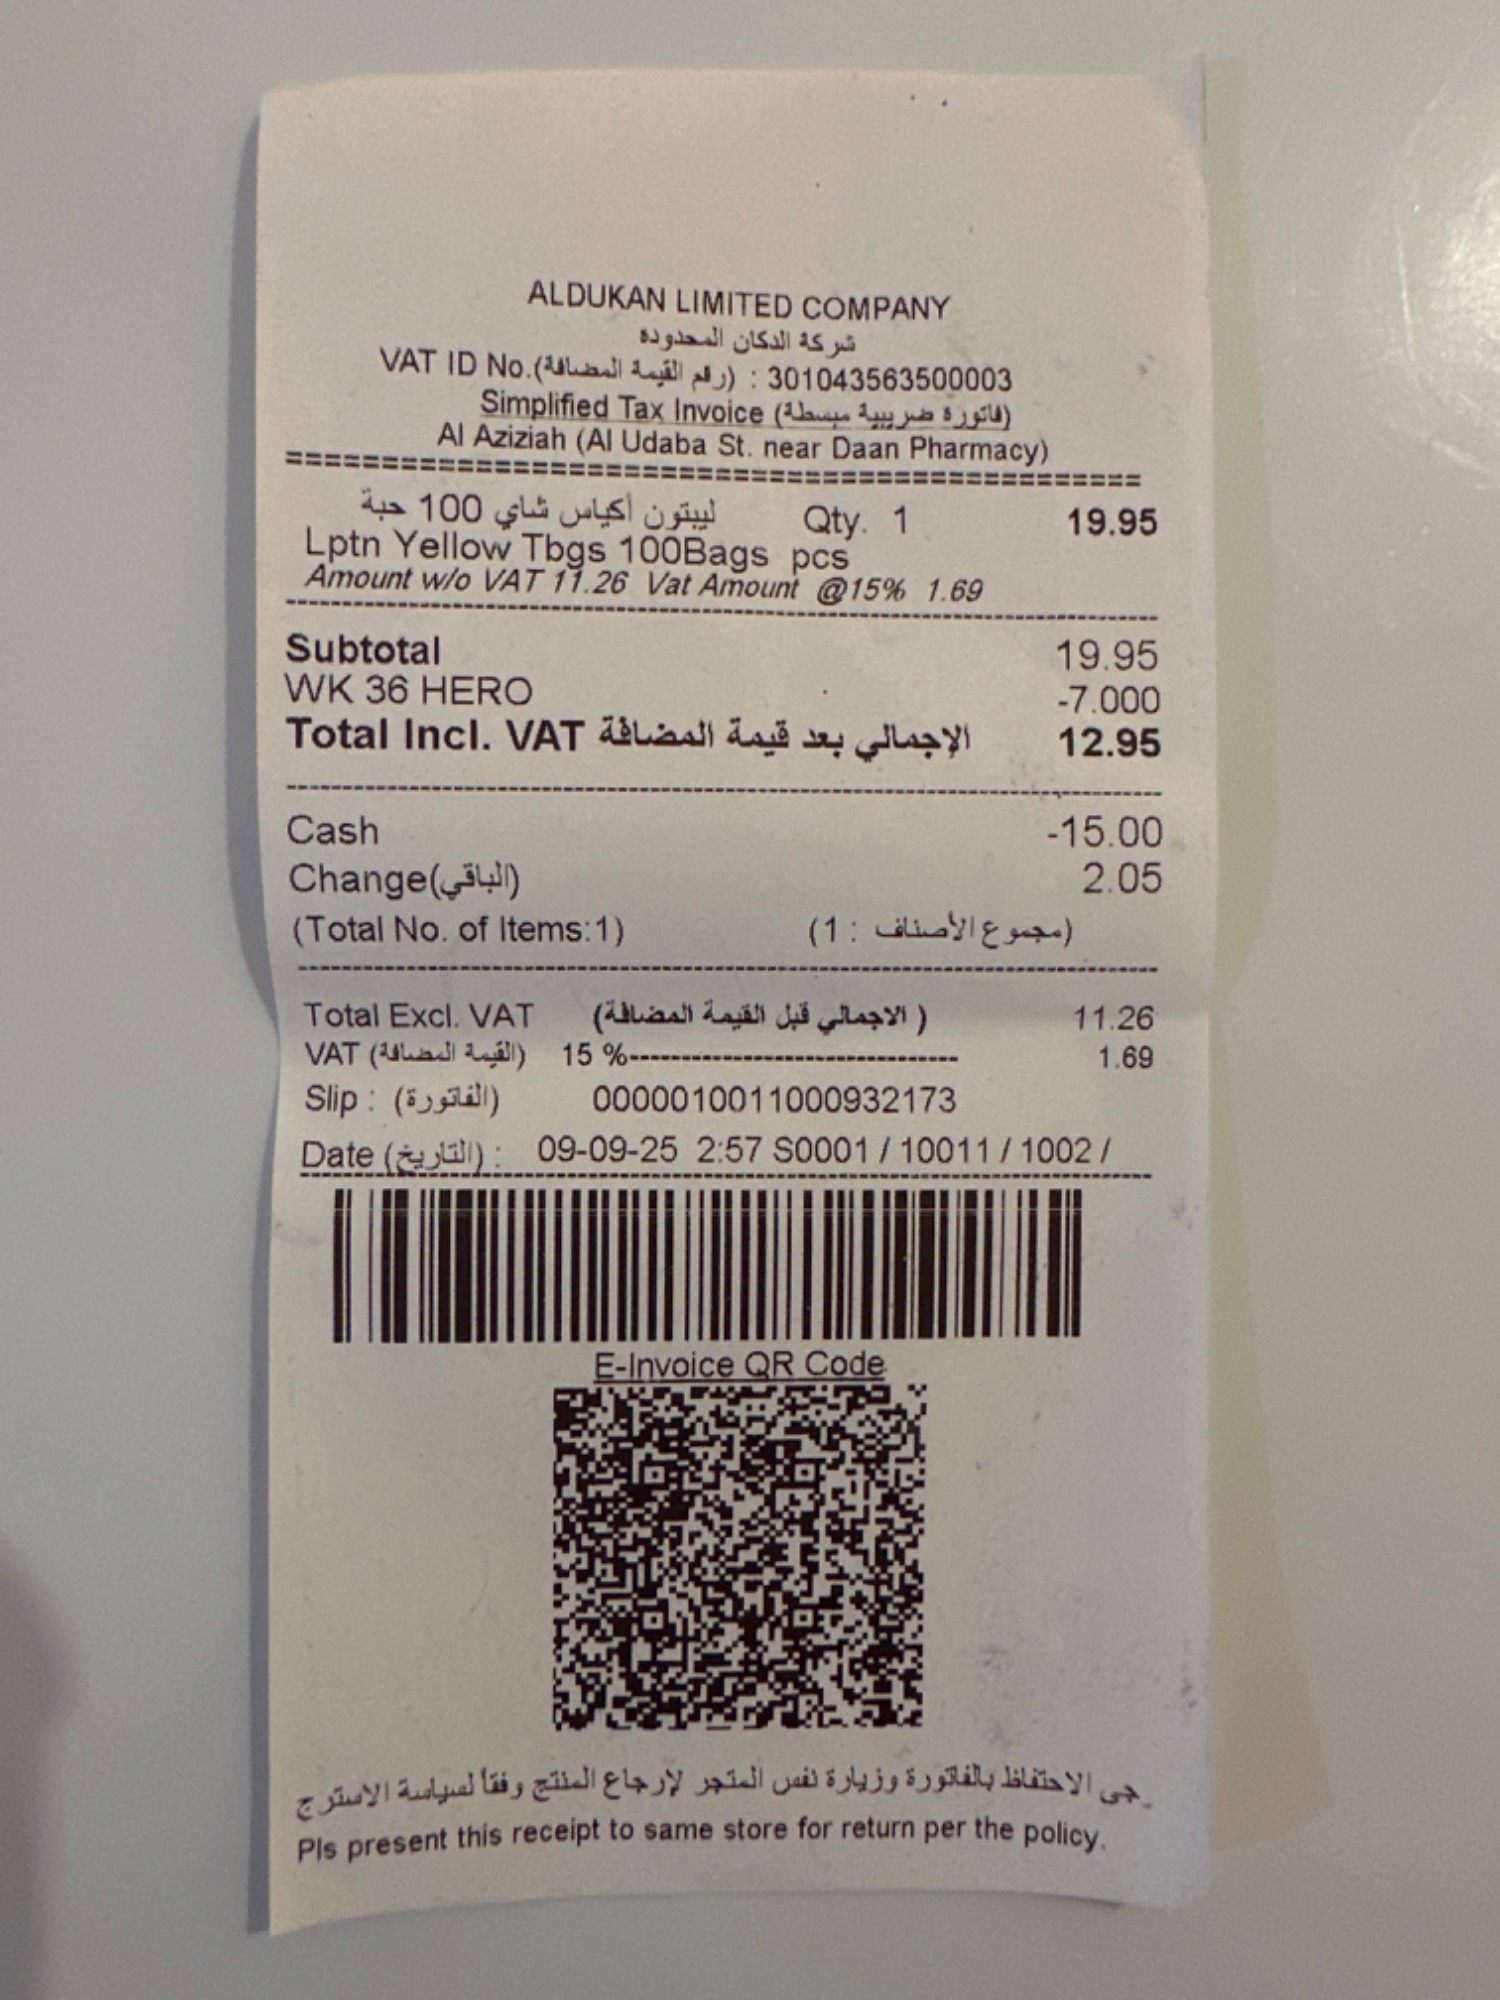 ALDUKAN LIMITED COMPANY
شركة الدكان المحدوده
VAT ID No.(رقم القيمة المضافة) : 301043563500003
Simplified Tax Invoice (فاتورة ضريبية مبسطة)
Al Aziziah (Al Udaba St. near Daan Pharmacy)
ليبتون أكياس شاي 100 حبة Qty. 1 19.95
Lptn Yellow Tbgs 100Bags pcs
Amount w/o VAT 11.26 Vat Amount @15% 1.69
Subtotal 19.95
WK 36 HERO -7.000
Total Incl. VAT الإجمالي بعد قيمة المضافة 12.95
Cash -15.00
Change(الباقي) 2.05
(Total No. of Items:1) (مجموع الأصناف : 1)
Total Excl. VAT (الاجمالي قبل القيمة المضافة ) 11.26
VAT (القيمة المضافة) 15 %-------------------------------- 1.69
Slip : (الفاتورة) 0000010011000932173
Date (التاريخ) : 09-09-25 2:57 S0001 / 10011 / 1002 /
E-Invoice QR Code
رجى الاحتفاظ بالفاتورة وزيارة نفس المتجر لإرجاع المنتج وفقاً لسياسة الاسترج
Pls present this receipt to same store for return per the policy.